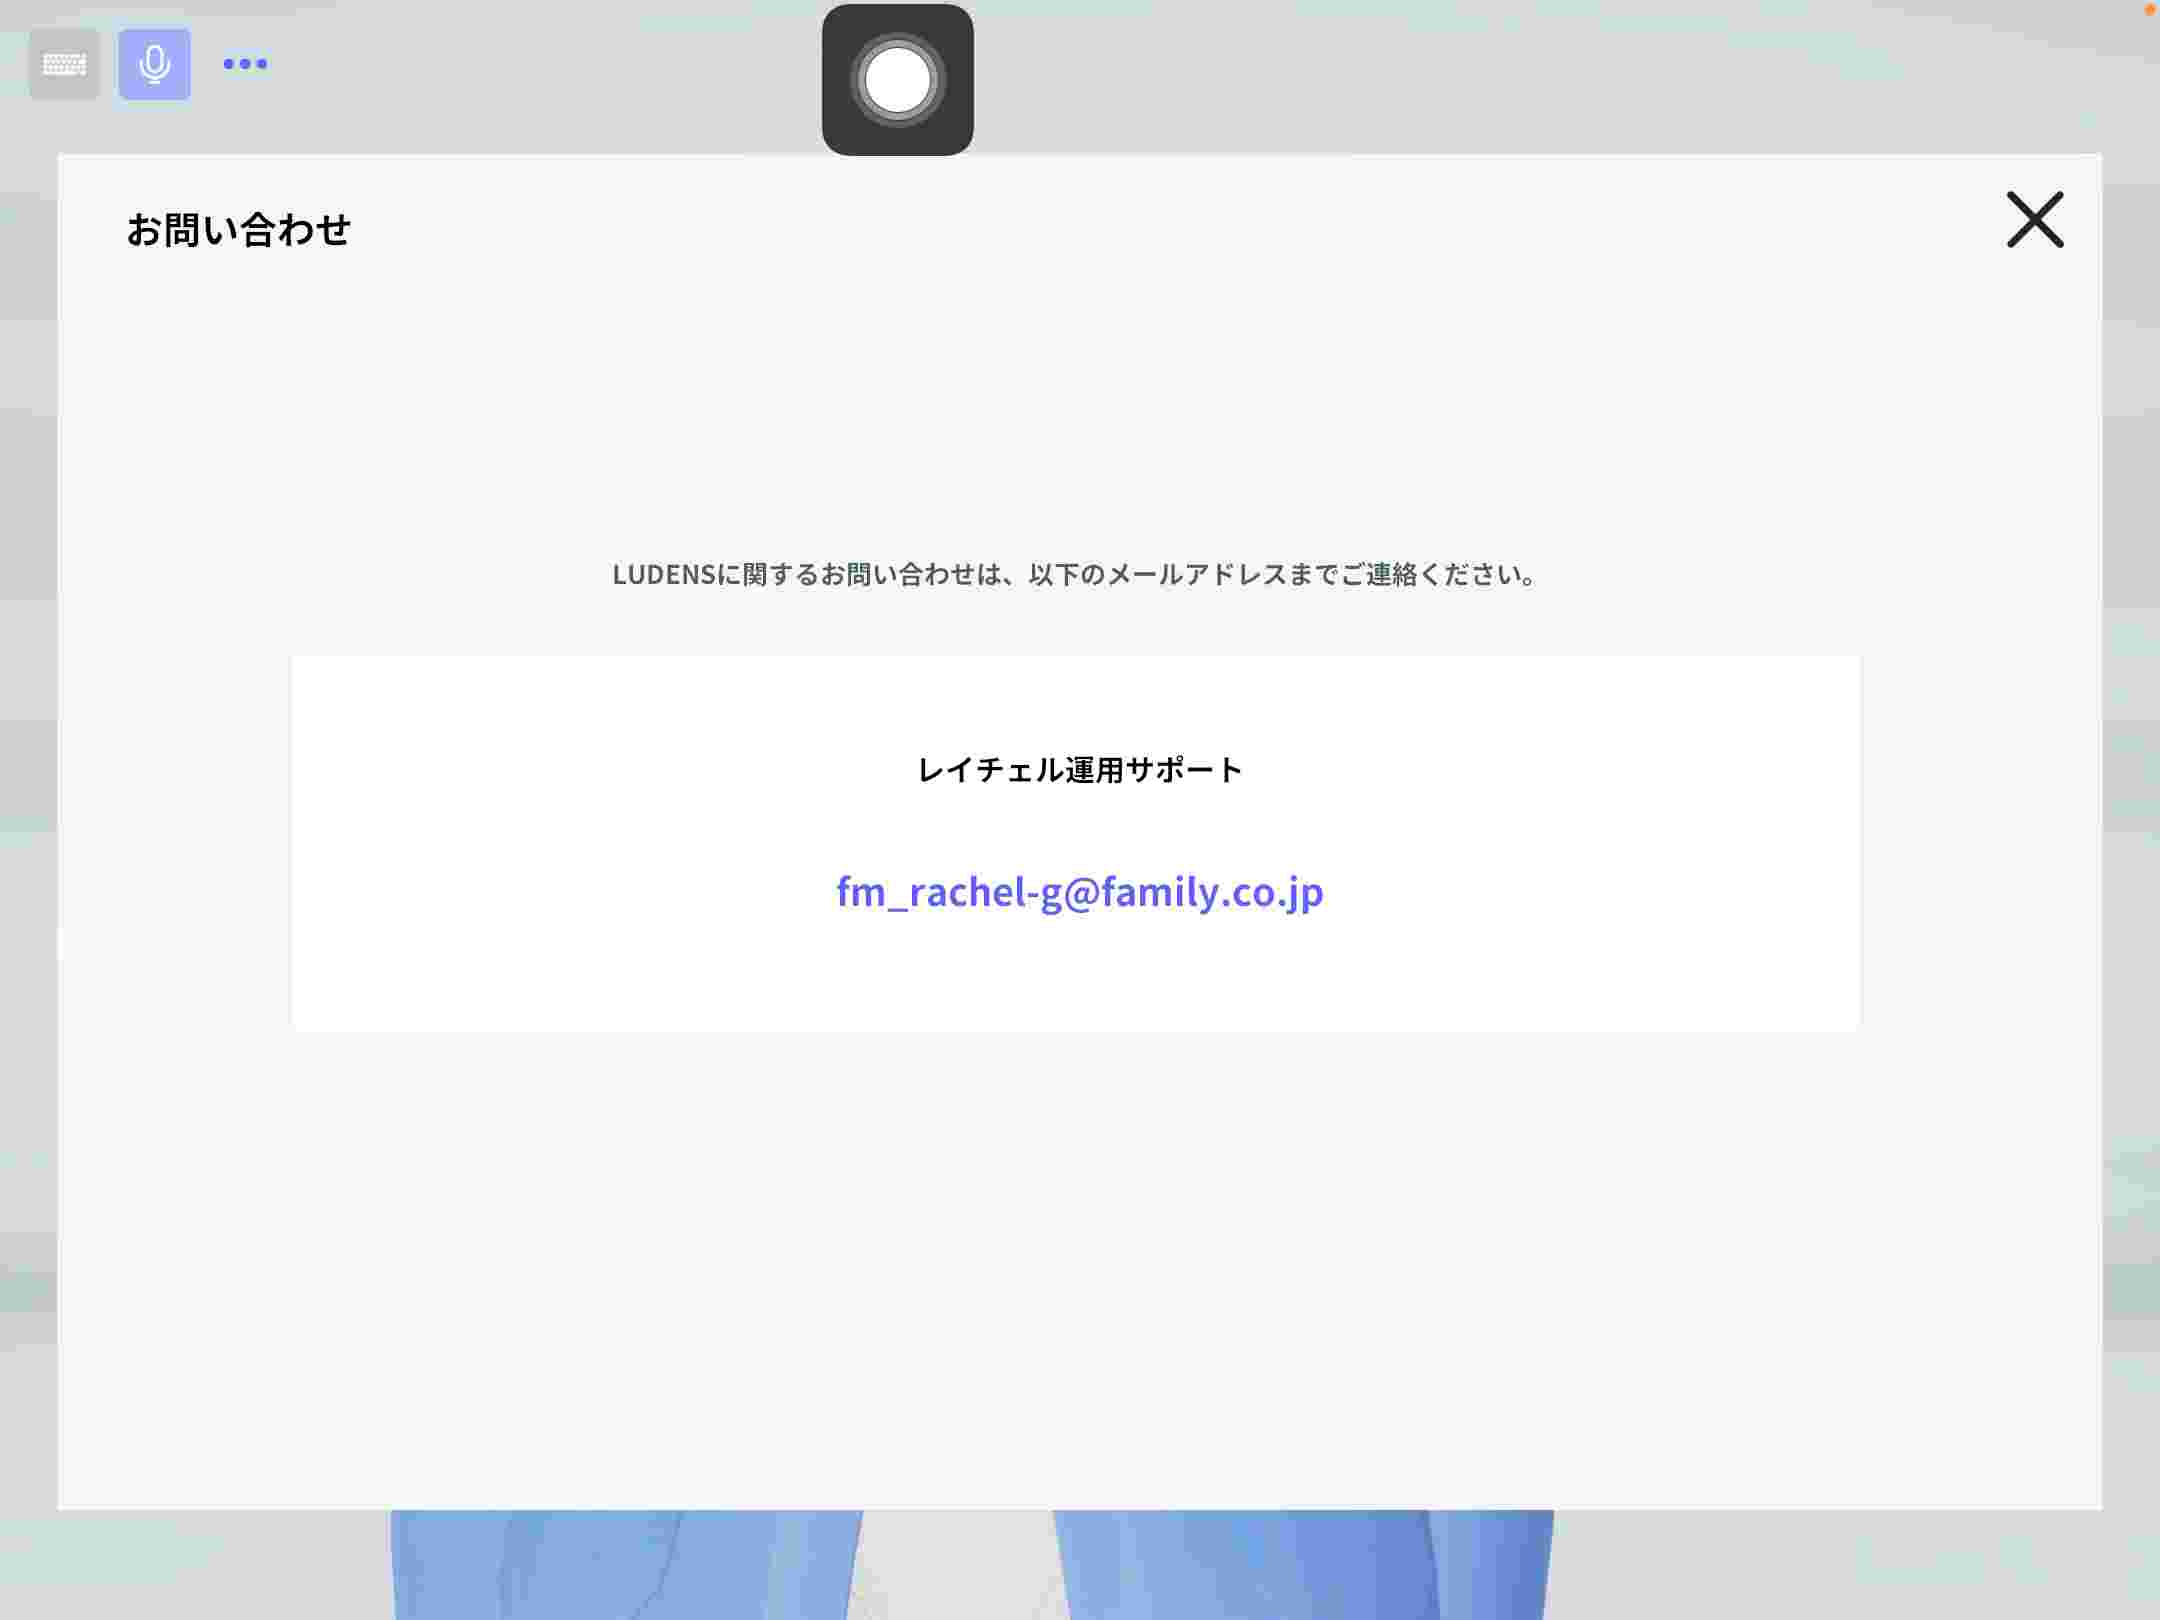 お問い合わせ
LUDENSに関するお問い合わせは、以下のメールアドレスまでご連絡ください。
レイチェル運用サポート
fm_rachel-g@family.co.jp